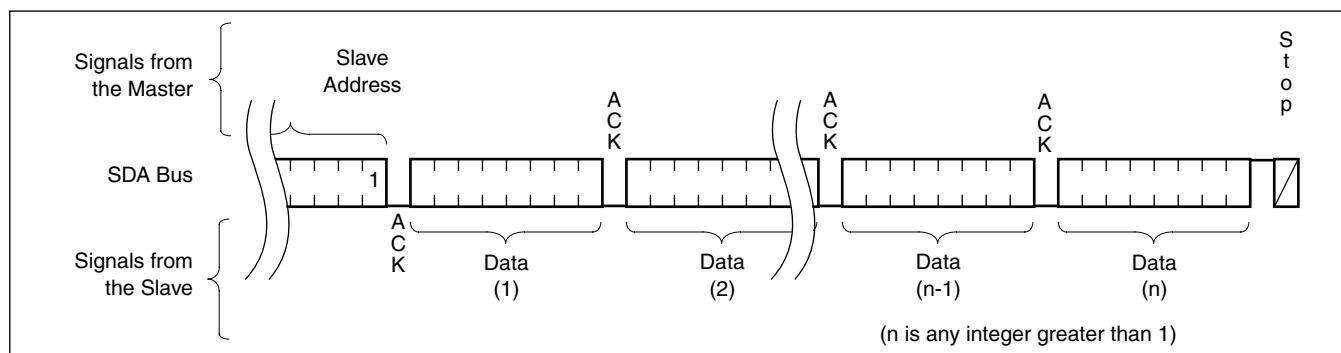 Signals from
the Master
Slave
Address
S
t
o
p
A
C
K
A
C
K
A
C
K
SDA Bus
1
A
C
K
Signals from
the Slave
Data
(1)
Data
(2)
Data
(n-1)
Data
(n)
(n is any integer greater than 1)